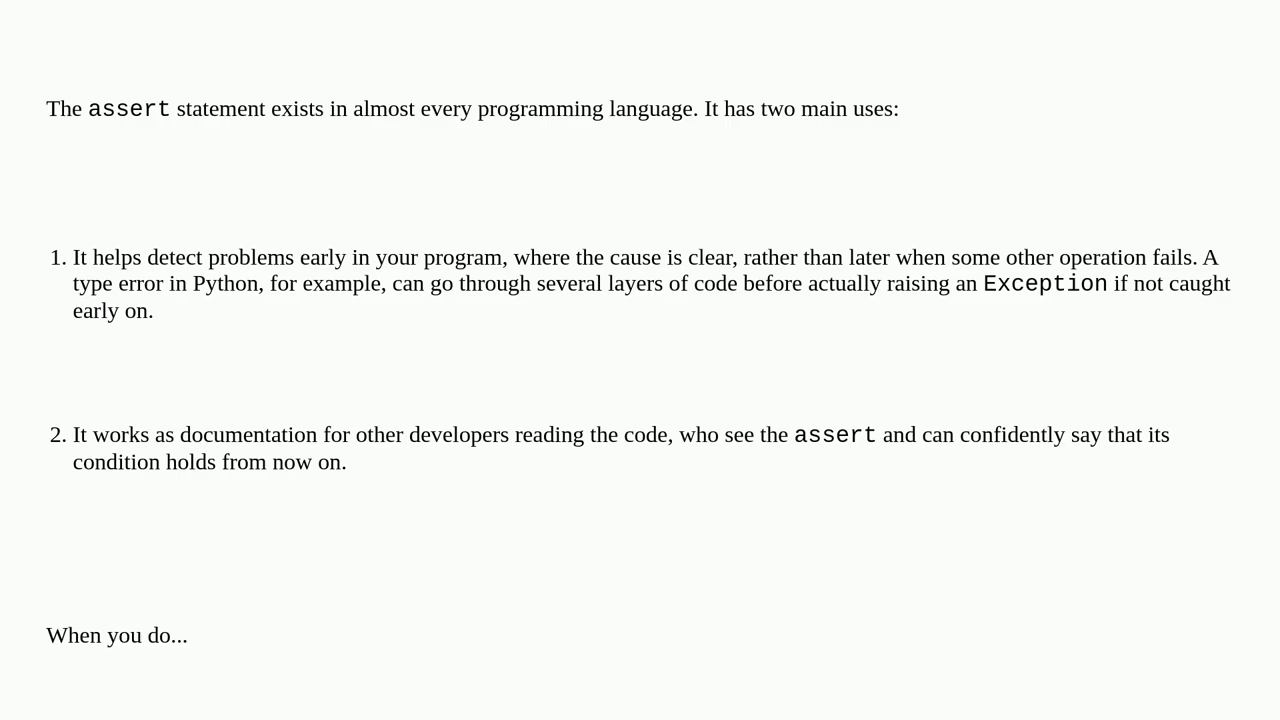 The assert statement exists in almost every programming language. It has two main uses:
1. It helps detect problems early in your program, where the cause is clear, rather than later when some other operation fails. A
type error in Python, for example, can go through several layers of code before actually raising an Exception if not caught
early on.
2. It works as documentation for other developers reading the code, who see the assert and can confidently say that its
condition holds from now on.
When you do...